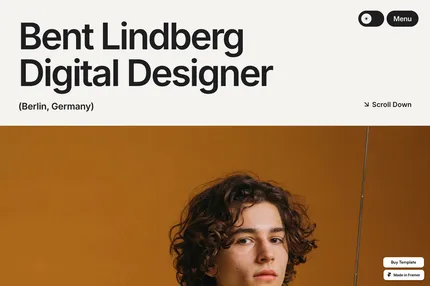 Bent Lindberg
Digital Designer
Menu
(Berlin, Germany)
↘ Scroll Down
Buy Template
Made in Framer